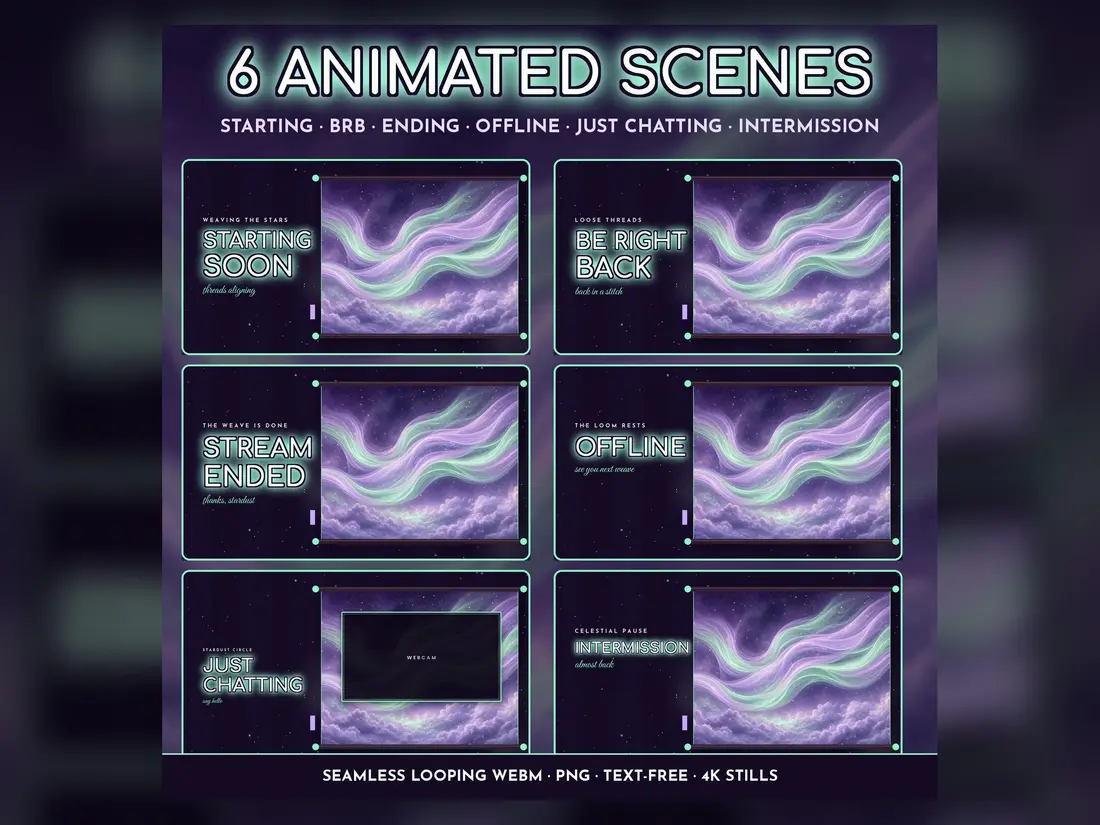 6 ANIMATED SCENES
STARTING · BRB · ENDING · OFFLINE · JUST CHATTING · INTERMISSION
WEAVING THE STARS
STARTING
SOON
threads aligning
LOOSE THREADS
BE RIGHT
BACK
back in a stitch
THE WEAVE IS DONE
STREAM
ENDED
thanks, stardust
THE LOOM RESTS
OFFLINE
see you next weave
STARDUST CIRCLE
JUST
CHATTING
say hello
WEBCAM
CELESTIAL PAUSE
INTERMISSION
almost back
SEAMLESS LOOPING WEBM · PNG · TEXT-FREE · 4K STILLS